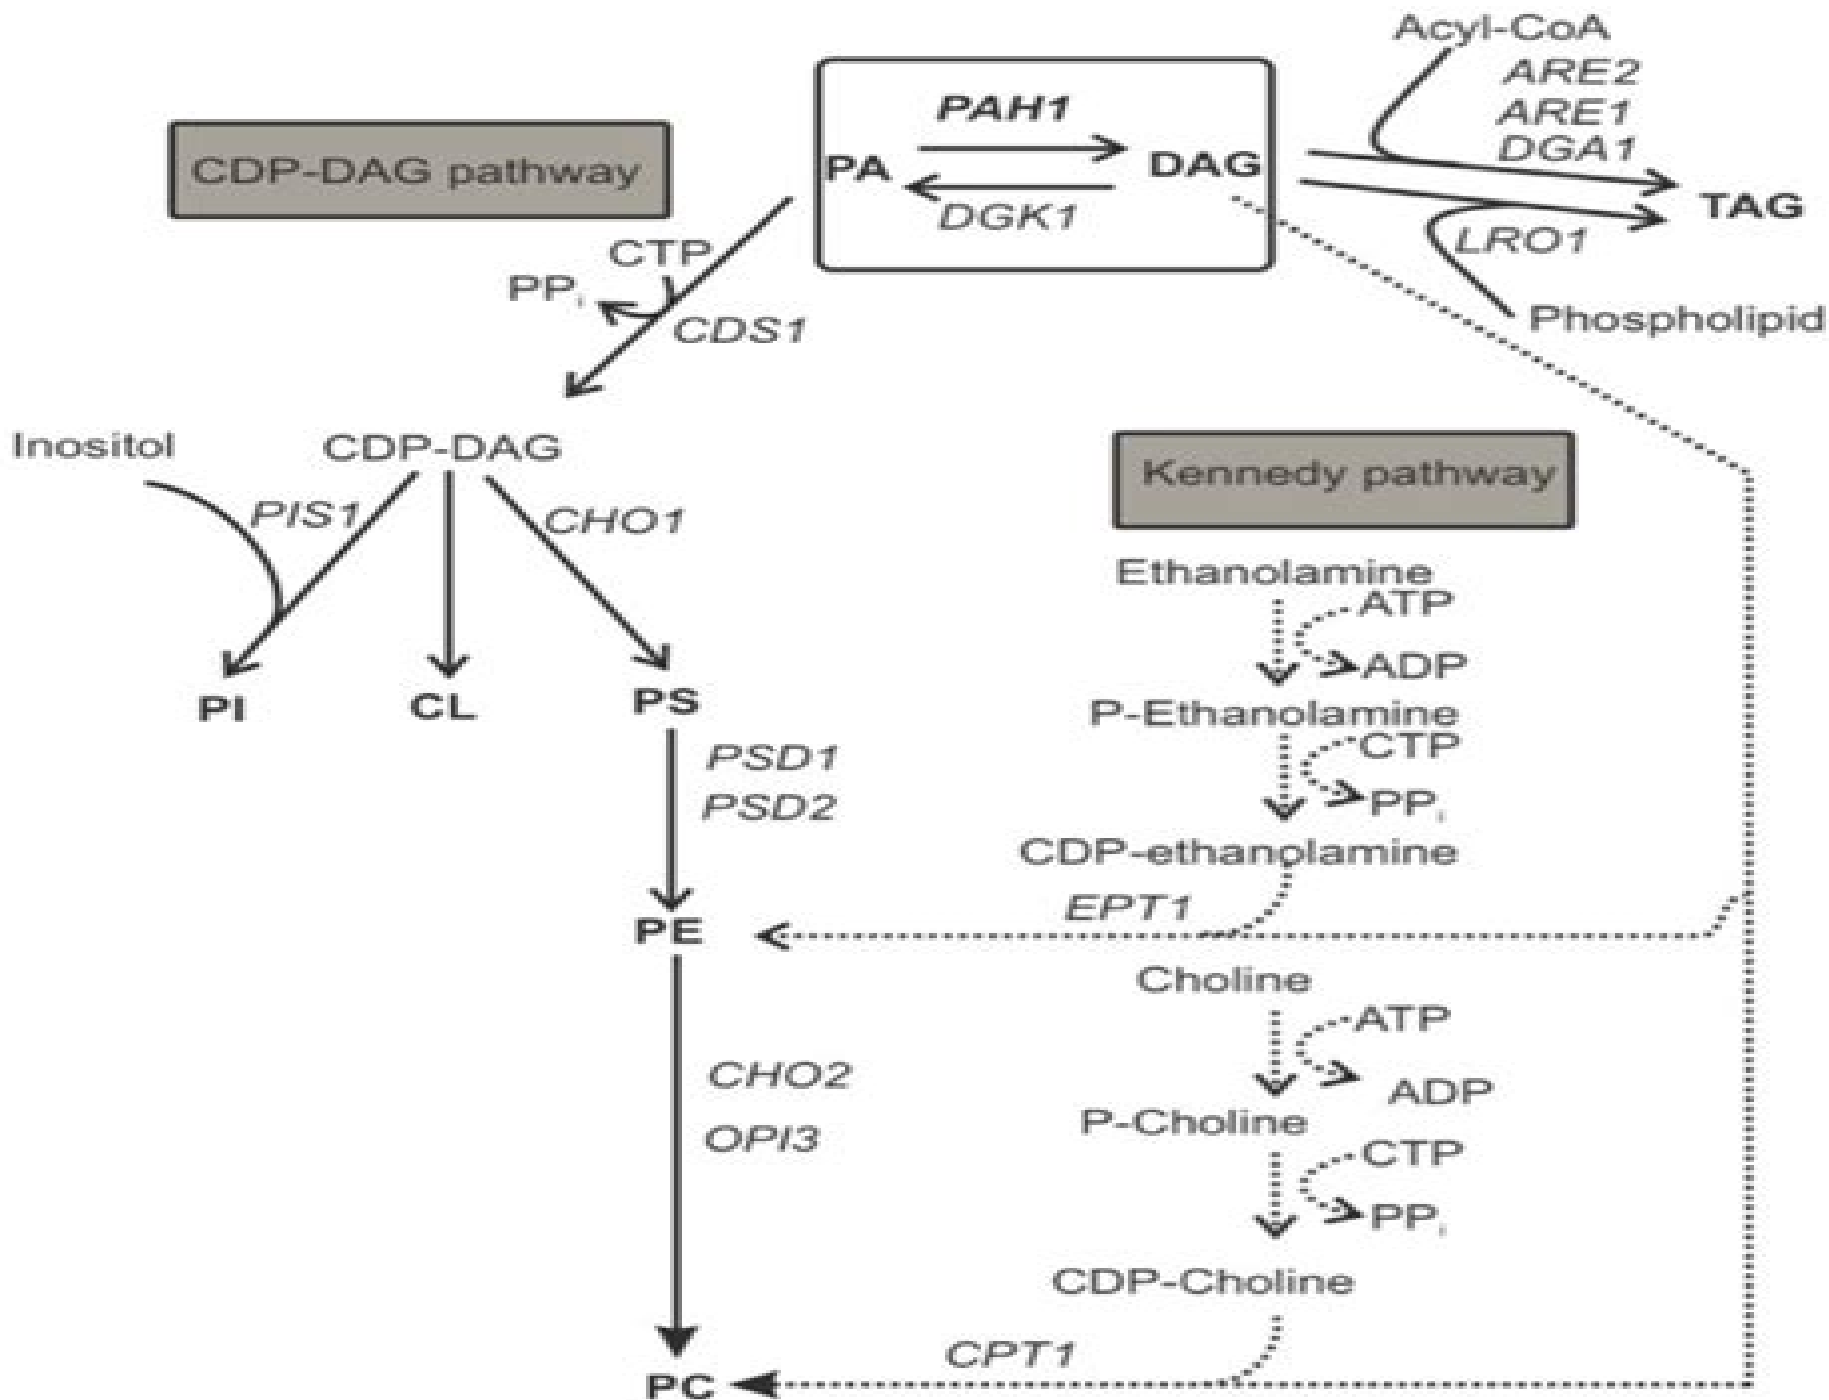 Acyl-CoA
ARE2
ARE1
DGA1
PAH1
CDP-DAG pathway
PA
DAG
TAG
DGK1
LRO1
CTP
PPi
CDS1
Phospholipid
Inositol
CDP-DAG
Kennedy pathway
PIS1
CHO1
Ethanolamine
ATP
ADP
PI
CL
PS
P-Ethanolamine
CTP
PSD1
PSD2
PPi
CDP-ethanolamine
EPT1
PE
Choline
ATP
CHO2
ADP
OPI3
P-Choline
CTP
PPi
CDP-Choline
CPT1
PC